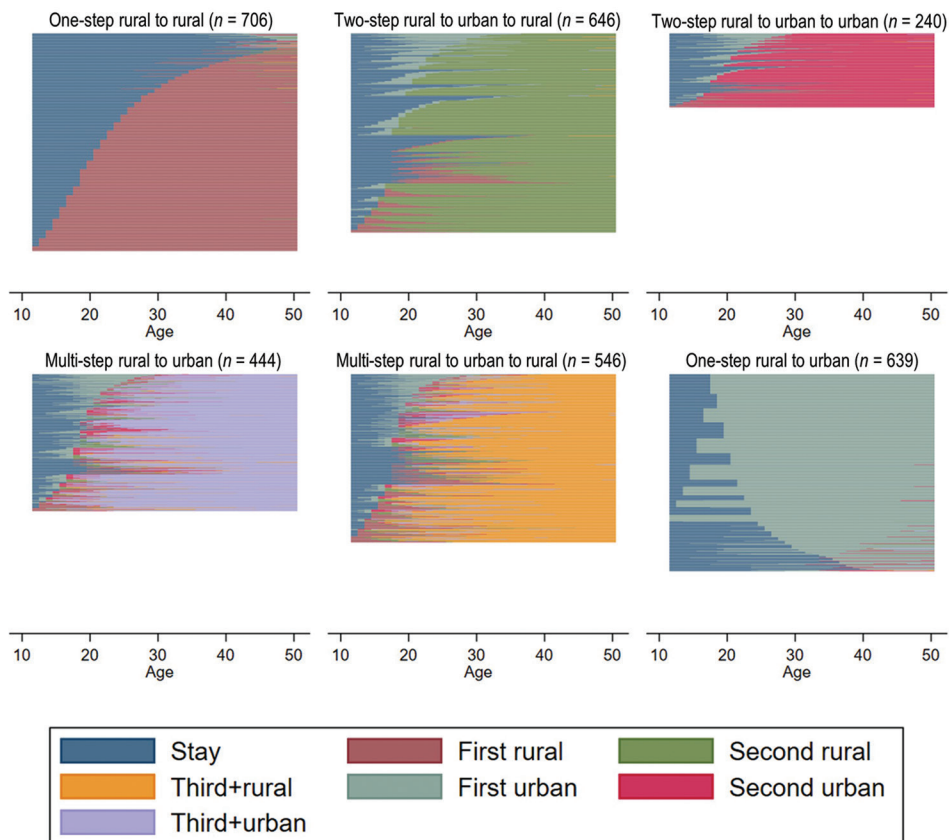 One-step rural to rural (n = 706)
Two-step rural to urban to rural (n = 646)
Two-step rural to urban to urban (n = 240)
10 20 30 40 50
Age
10 20 30 40 50
Age
10 20 30 40 50
Age
Multi-step rural to urban (n = 444)
Multi-step rural to urban to rural (n = 546)
One-step rural to urban (n = 639)
10 20 30 40 50
Age
10 20 30 40 50
Age
10 20 30 40 50
Age
Stay
First rural
Second rural
Third+rural
First urban
Second urban
Third+urban